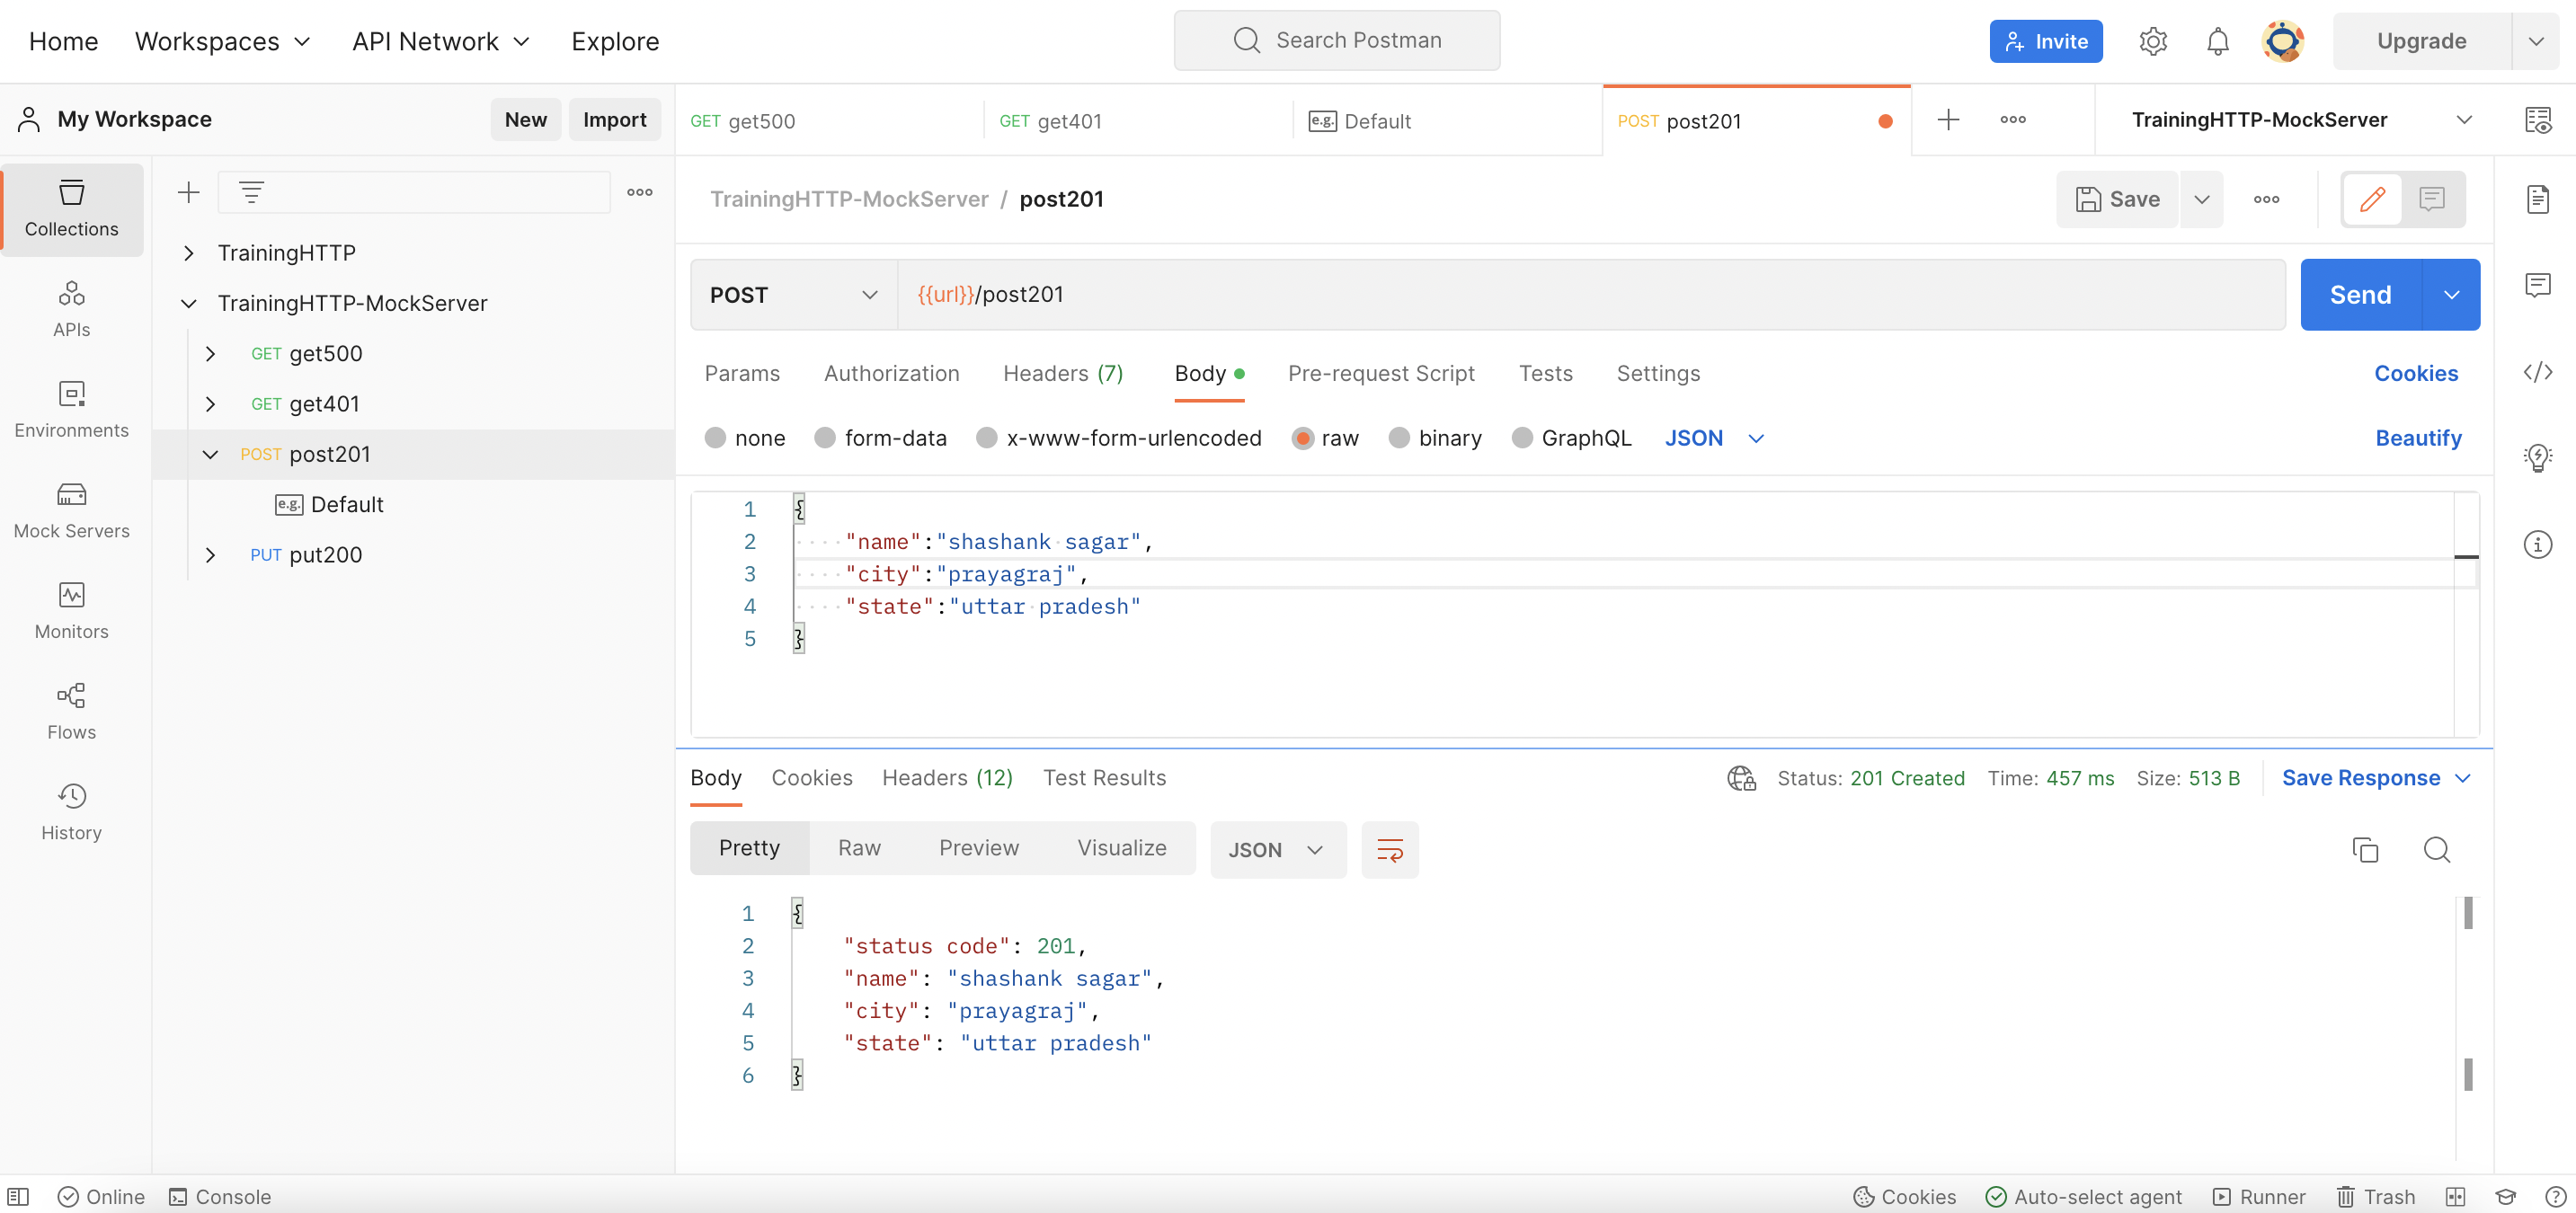 Home Workspaces API Network Explore Search Postman Invite Upgrade
My Workspace New Import GET get500 GET get401 e.g. Default POST post201 TrainingHTTP-MockServer
Collections
APIs
Environments
Mock Servers
Monitors
Flows
History
TrainingHTTP
TrainingHTTP-MockServer
GET get500
GET get401
POST post201
e.g. Default
PUT put200
TrainingHTTP-MockServer / post201 Save
POST {{url}}/post201 Send
Params Authorization Headers (7) Body Pre-request Script Tests Settings Cookies
none form-data x-www-form-urlencoded raw binary GraphQL JSON Beautify
1 {
2 "name":"shashank sagar",
3 "city":"prayagraj",
4 "state":"uttar pradesh"
5 }
Body Cookies Headers (12) Test Results Status: 201 Created Time: 457 ms Size: 513 B Save Response
Pretty Raw Preview Visualize JSON
1 {
2 "status code": 201,
3 "name": "shashank sagar",
4 "city": "prayagraj",
5 "state": "uttar pradesh"
6 }
Online Console Cookies Auto-select agent Runner Trash